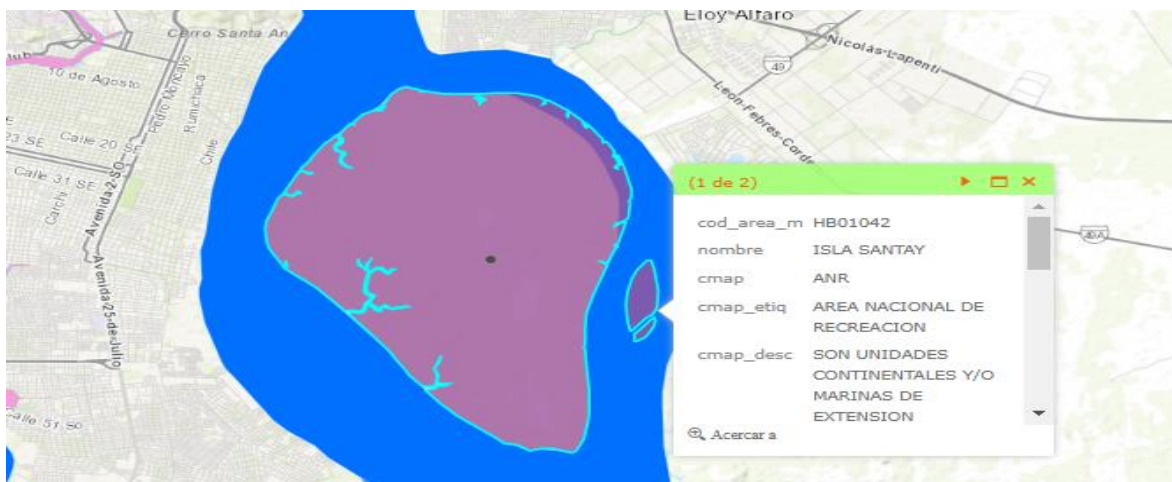 Eloy Alfaro
Cerro Santa An
Nicolás Lapenti
49
10 de Agosto
Pedro Moncayo
Rumichaca
Chile
León Febres-Corde
23 SE
Calle 20 S
Calle 31 SE
Carchi
Avenida 2 SO
Avenida 25 de Julio
Calle 51 So
(1 de 2)
cod_area_m HB01042
nombre ISLA SANTAY
cmap ANR
cmap_etiq AREA NACIONAL DE
RECREACION
cmap_desc SON UNIDADES
CONTINENTALES Y/O
MARINAS DE
EXTENSION
Acercar a